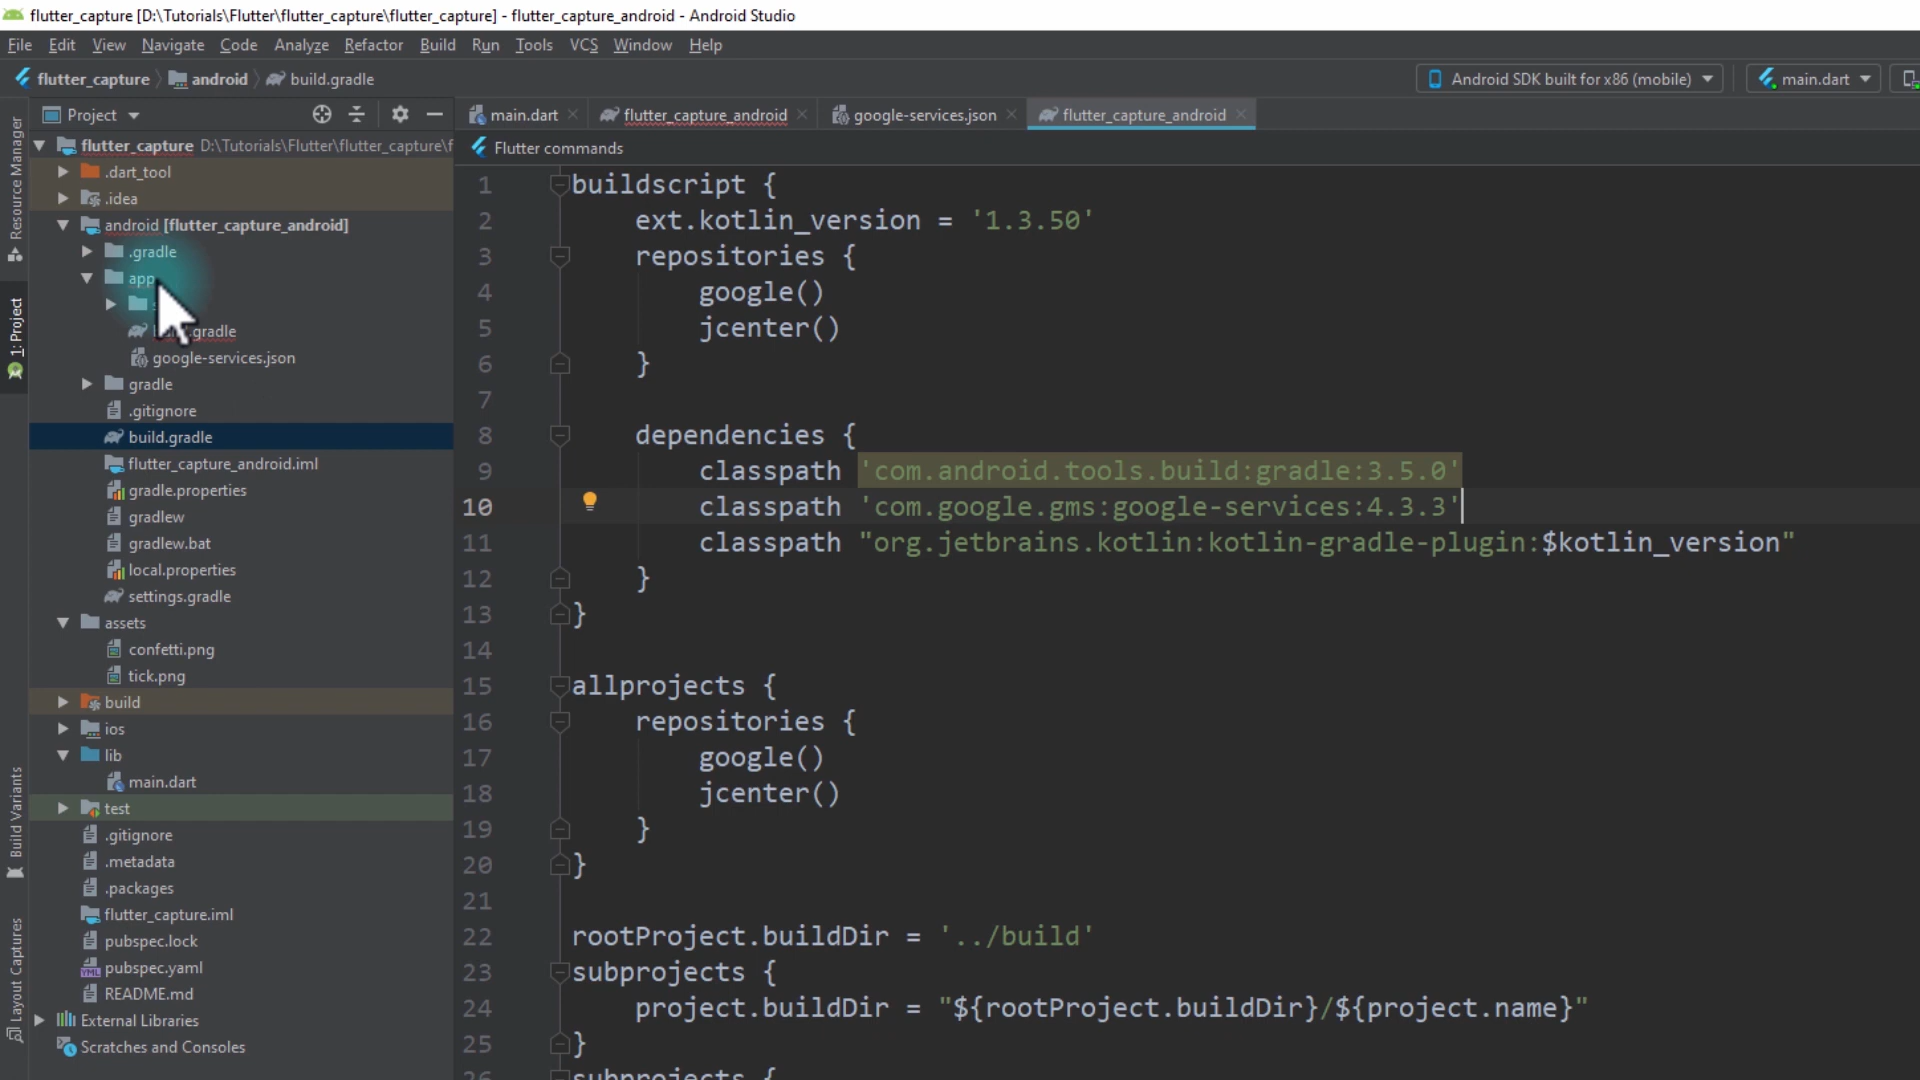 flutter_capture [D:\Tutorials\Flutter\flutter_capture\flutter_capture] - flutter_capture_android - Android Studio
File Edit View Navigate Code Analyze Refactor Build Run Tools VCS Window Help
flutter_capture android build.gradle Android SDK built for x86 (mobile) main.dart
Project main.dart flutter_capture_android google-services.json flutter_capture_android
Flutter commands
Resource Manager
1: Project
Build Variants
Layout Captures
flutter_capture D:\Tutorials\Flutter\flutter_capture\f
.dart_tool
.idea
android [flutter_capture_android]
.gradle
app
.gradle
google-services.json
gradle
.gitignore
build.gradle
flutter_capture_android.iml
gradle.properties
gradlew
gradlew.bat
local.properties
settings.gradle
assets
confetti.png
tick.png
build
ios
lib
main.dart
test
.gitignore
.metadata
.packages
flutter_capture.iml
pubspec.lock
pubspec.yaml
README.md
External Libraries
Scratches and Consoles
1 buildscript {
2 ext.kotlin_version = '1.3.50'
3 repositories {
4 google()
5 jcenter()
6 }
7
8 dependencies {
9 classpath 'com.android.tools.build:gradle:3.5.0'
10 classpath 'com.google.gms:google-services:4.3.3'
11 classpath "org.jetbrains.kotlin:kotlin-gradle-plugin:$kotlin_version"
12 }
13 }
14
15 allprojects {
16 repositories {
17 google()
18 jcenter()
19 }
20 }
21
22 rootProject.buildDir = '../build'
23 subprojects {
24 project.buildDir = "${rootProject.buildDir}/${project.name}"
25 }
26 subprojects {